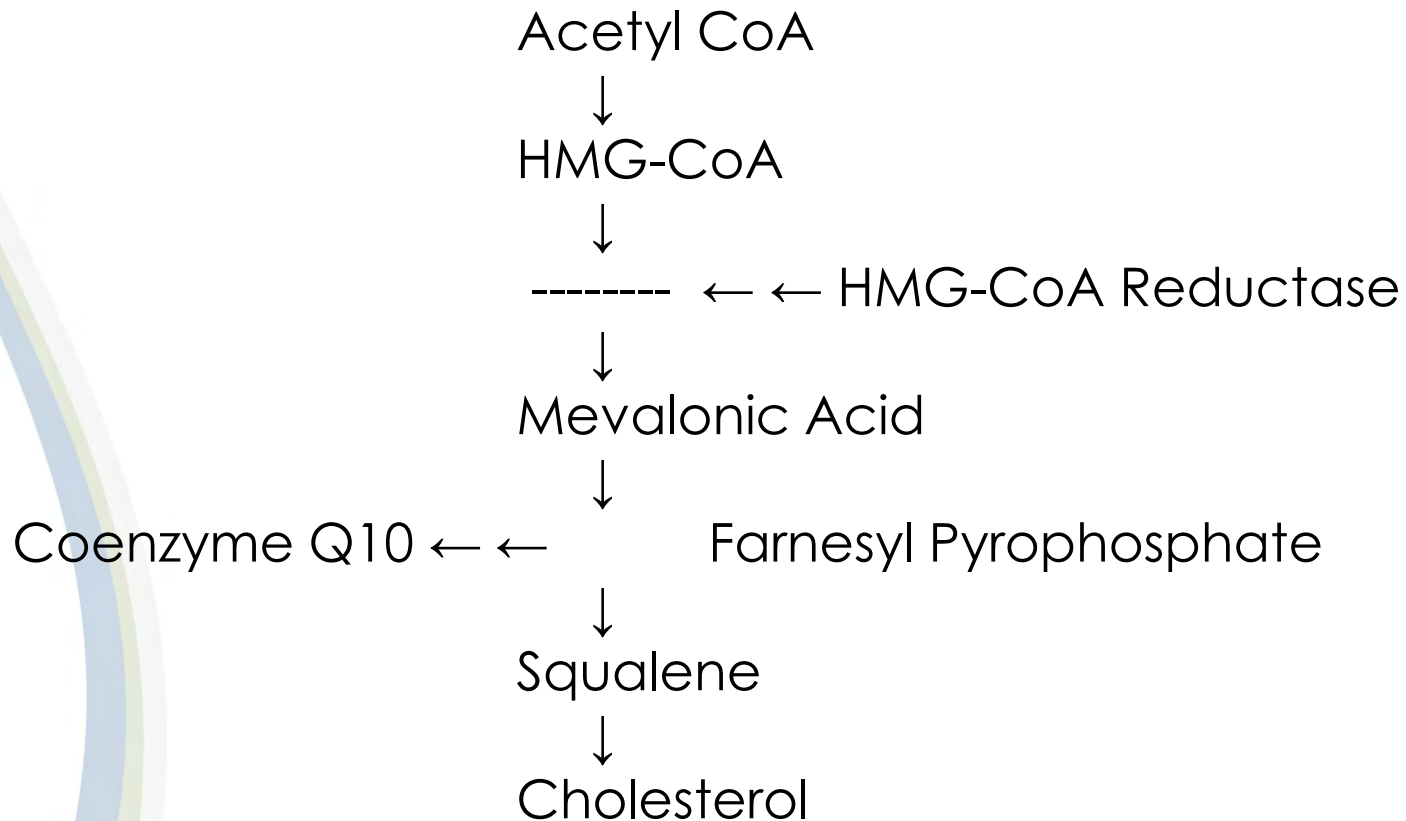 Acetyl CoA
↓
HMG-CoA
↓
-------- ← ← HMG-CoA Reductase
↓
Mevalonic Acid
↓
Coenzyme Q10 ← ← Farnesyl Pyrophosphate
↓
Squalene
↓
Cholesterol